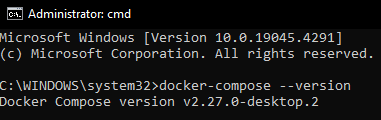 Administrator: cmd
Microsoft Windows [Version 10.0.19045.4291]
(c) Microsoft Corporation. All rights reserved.
C:\WINDOWS\system32>docker-compose --version
Docker Compose version v2.27.0-desktop.2